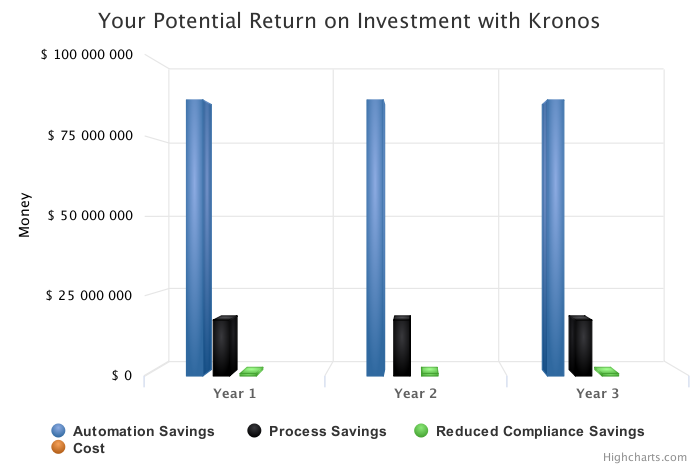 Your Potential Return on Investment with Kronos
$ 100 000 000
$ 75 000 000
$ 50 000 000
$ 25 000 000
$ 0
Money
Year 1 Year 2 Year 3
Automation Savings Process Savings Reduced Compliance Savings
Cost
Highcharts.com